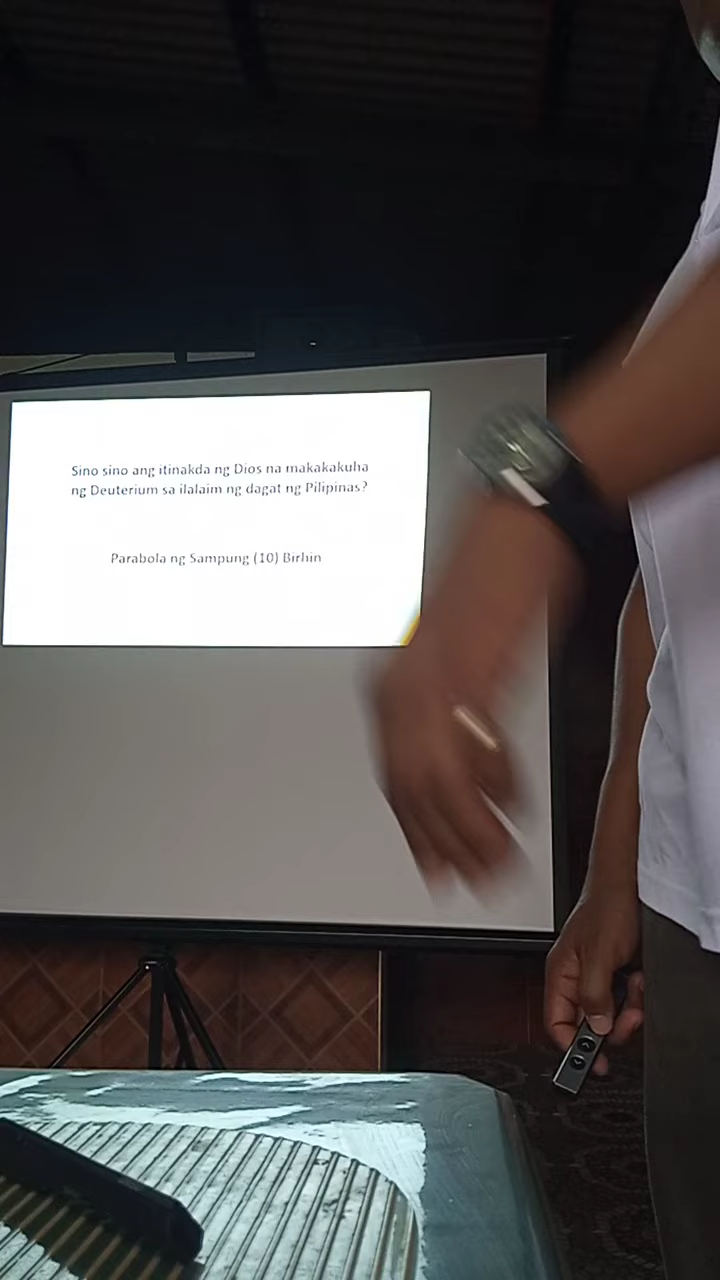 Sino sino ang itinakda ng Dios na makakakuha
ng Deuterium sa ilalaim ng dagat ng Pilipinas?
Parabola ng Sampung (10) Birhin